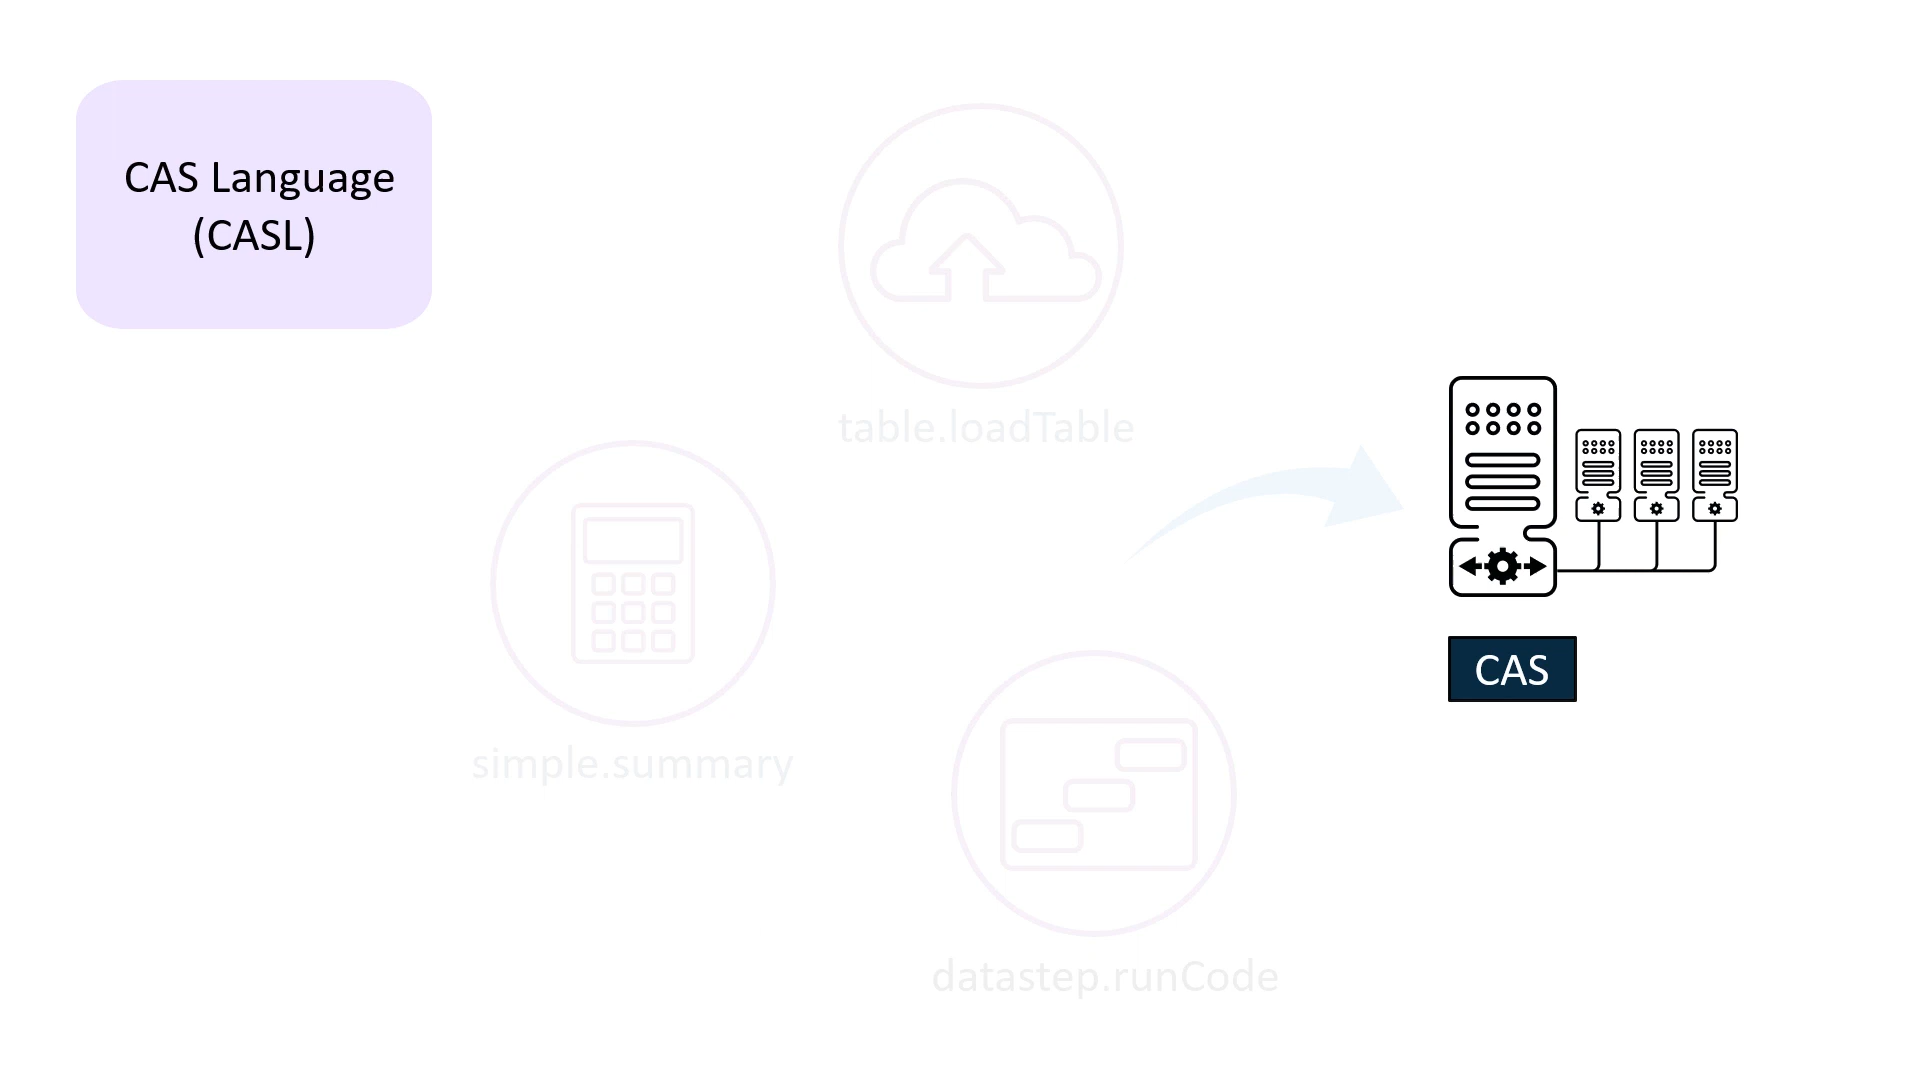 CAS Language
(CASL)
table.loadTable
simple.summary
CAS
datastep.runCode